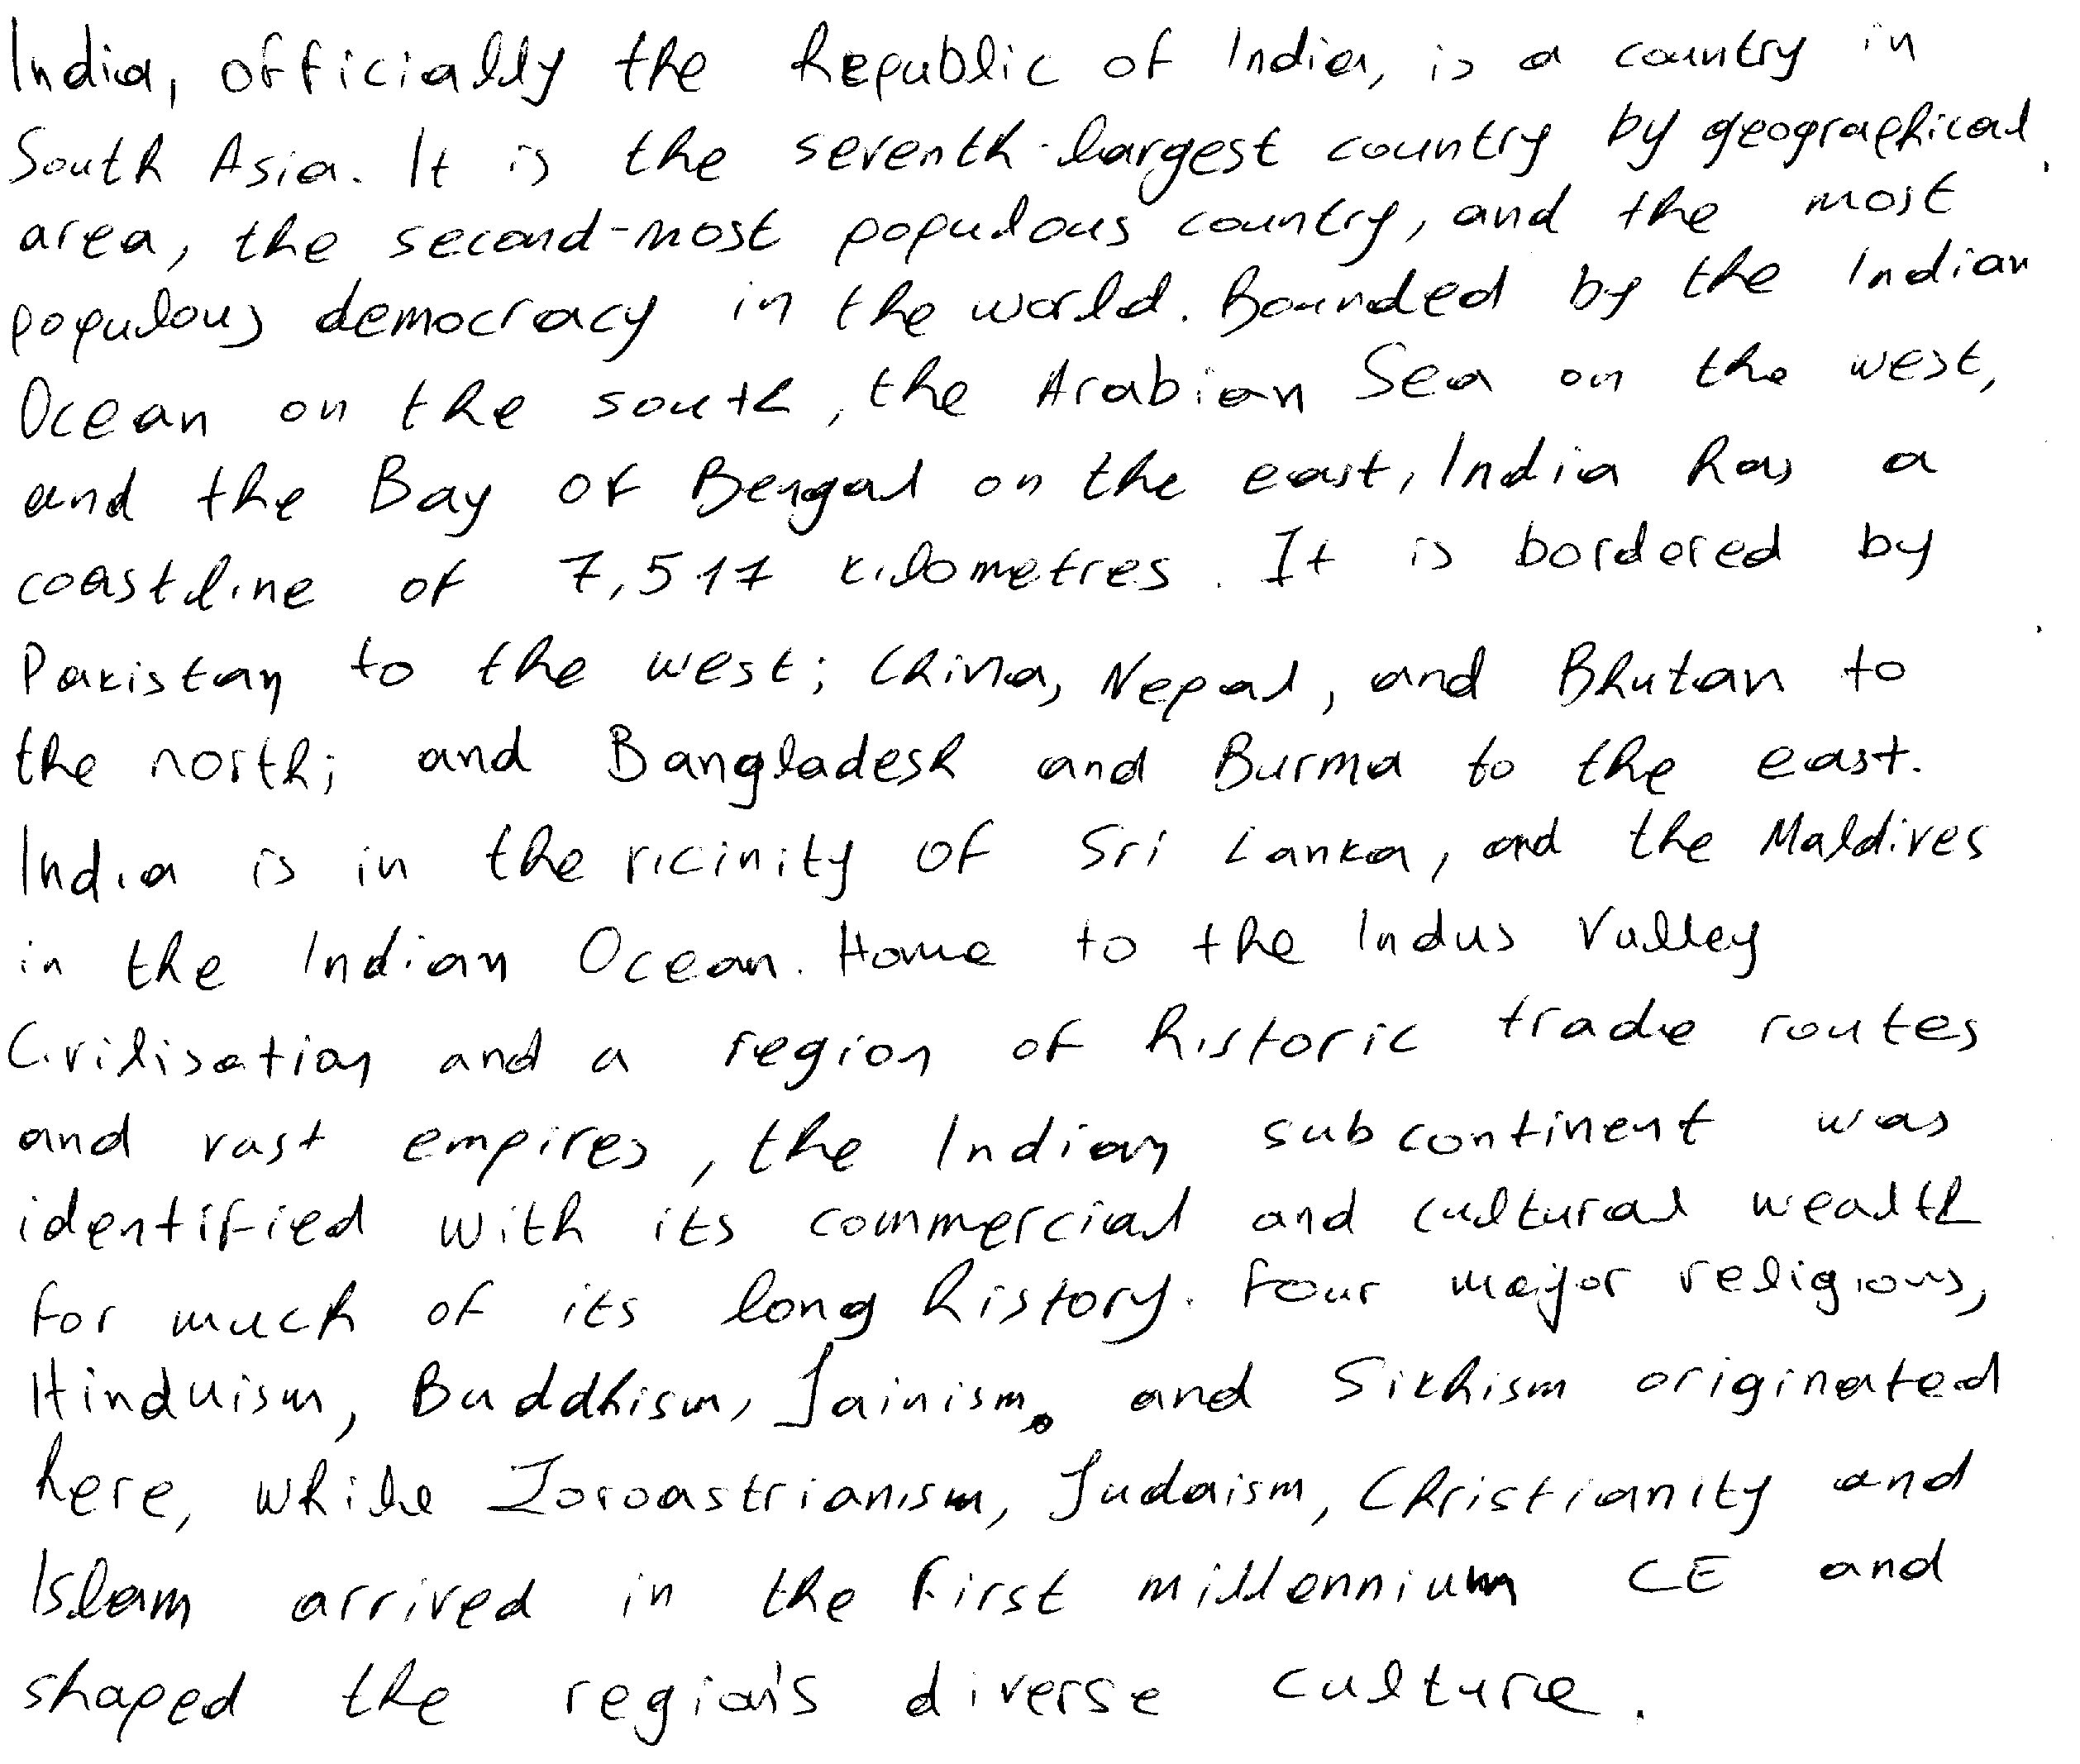 India, officially the Republic of India, is a country in
South Asia. It is the seventh-largest country by geographical
area, the second-most populous country, and the most
populous democracy in the world. Bounded by the Indian
Ocean on the south, the Arabian Sea on the west,
and the Bay of Bengal on the east, India has a
coastline of 7,517 kilometres. It is bordered by
Pakistan to the west; China, Nepal, and Bhutan to
the north; and Bangladesh and Burma to the east.
India is in the vicinity of Sri Lanka, and the Maldives
in the Indian Ocean. Home to the Indus Valley
Civilisation and a region of historic trade routes
and vast empires, the Indian subcontinent was
identified with its commercial and cultural wealth
for much of its long history. Four major religions,
Hinduism, Buddhism, Jainism, and Sikhism originated
here, while Zoroastrianism, Judaism, Christianity and
Islam arrived in the first millennium CE and
shaped the region's diverse culture.